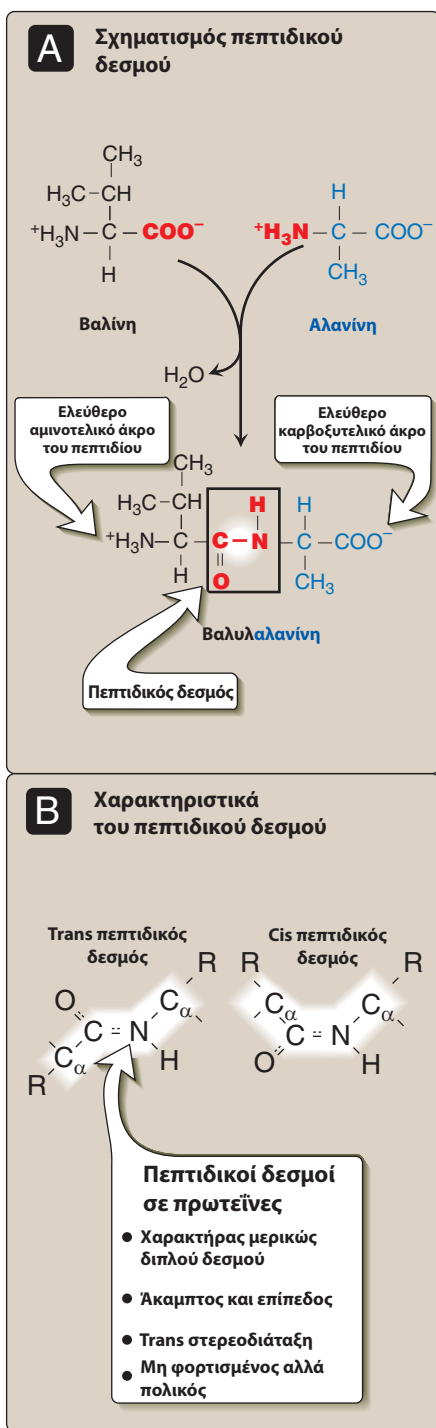 A Σχηματισμός πεπτιδικού
δεσμού
CH₃
H₃C–CH
⁺H₃N – C – COO⁻
H
Βαλίνη
H
⁺H₃N – C – COO⁻
CH₃
Αλανίνη
H₂O
Ελεύθερο
αμινοτελικό άκρο
του πεπτιδίου
Ελεύθερο
καρβοξυτελικό άκρο
του πεπτιδίου
CH₃
H₃C–CH H H
⁺H₃N – C – C – N – C – COO⁻
H O CH₃
Βαλυλαλανίνη
Πεπτιδικός δεσμός
B Χαρακτηριστικά
του πεπτιδικού δεσμού
Trans πεπτιδικός
δεσμός
R
O C = N Cα
R Cα H
Cis πεπτιδικός
δεσμός
R R
Cα Cα
O C = N H
Πεπτιδικοί δεσμοί
σε πρωτεΐνες
● Χαρακτήρας μερικώς
διπλού δεσμού
● Άκαμπτος και επίπεδος
● Trans στερεοδιάταξη
● Μη φορτισμένος αλλά
πολικός